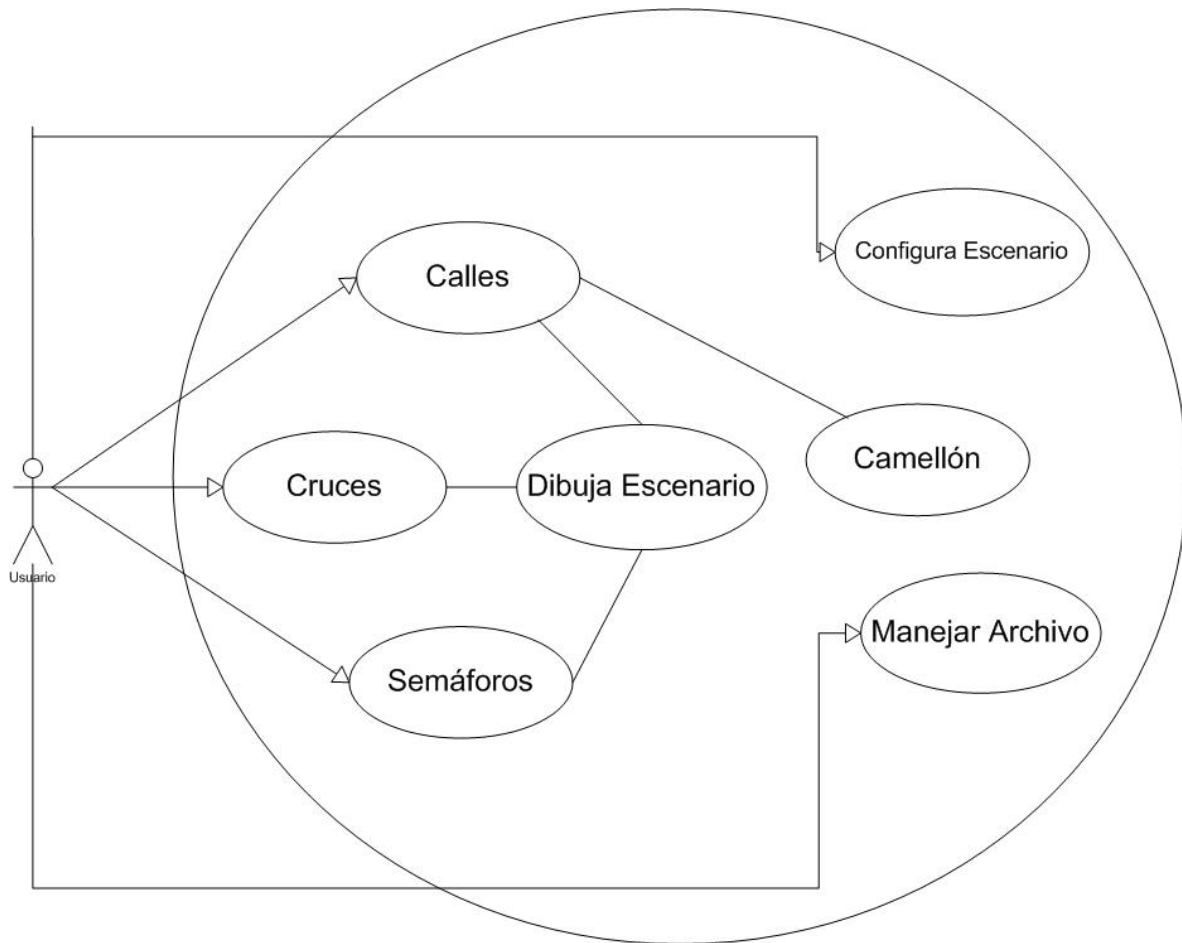 Configura Escenario
Calles
Camellón
Cruces
Dibuja Escenario
Usuario
Manejar Archivo
Semáforos